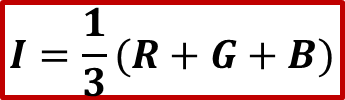 I = 1/3 (R + G + B)